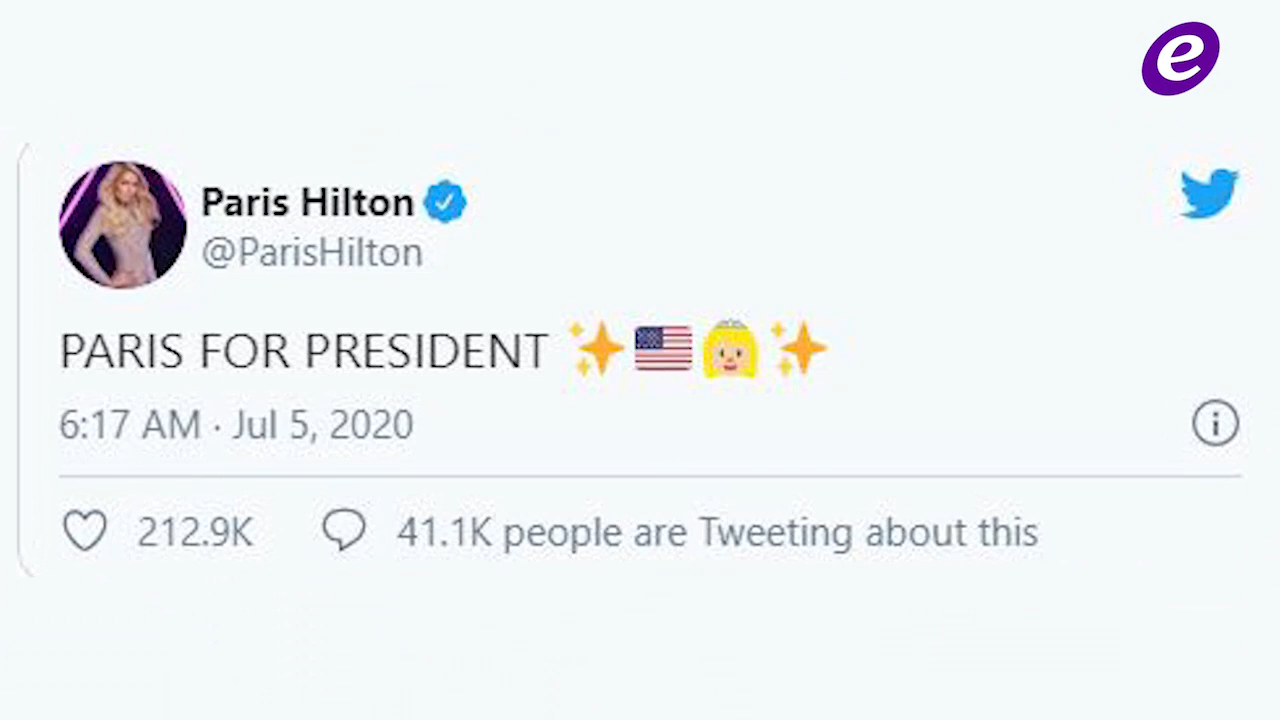 e
Paris Hilton
@ParisHilton
PARIS FOR PRESIDENT ✨🇺🇸👸🏼✨
6:17 AM · Jul 5, 2020
212.9K 41.1K people are Tweeting about this